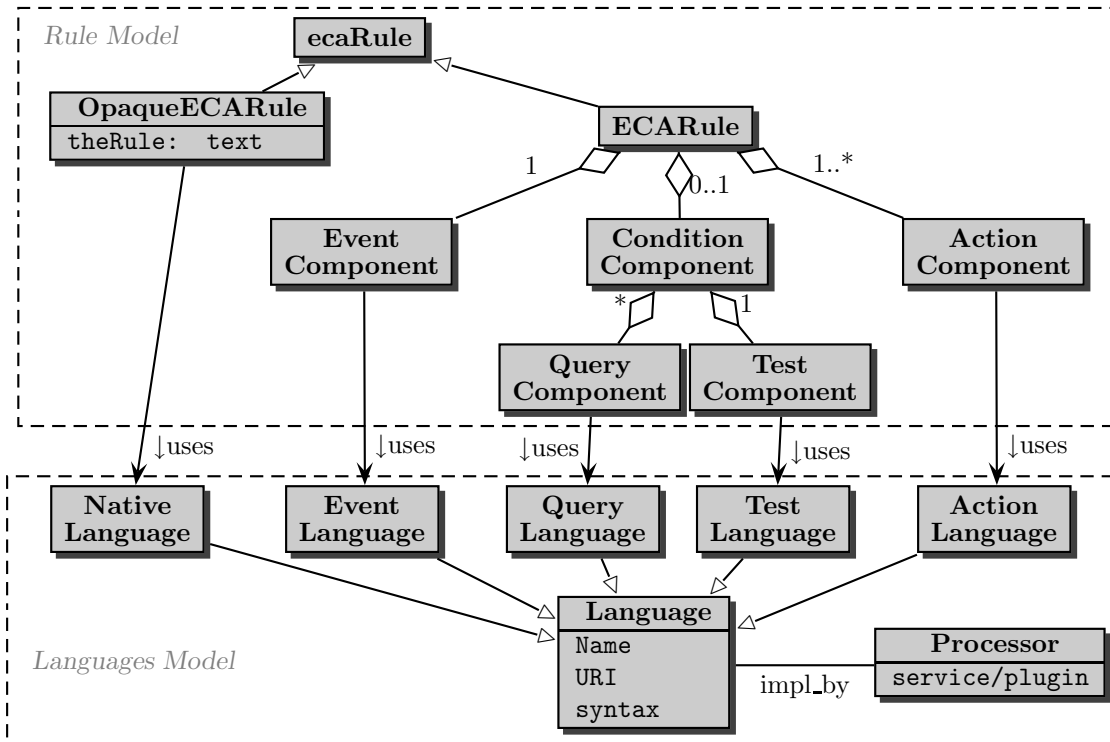 Rule Model
ecaRule
OpaqueECARule
theRule: text
ECARule
1
0..1
1..*
Event
Component
Condition
Component
Action
Component
*
1
Query
Component
Test
Component
↓uses
↓uses
↓uses
↓uses
↓uses
Native
Language
Event
Language
Query
Language
Test
Language
Action
Language
Languages Model
Language
Name
URI
syntax
impl_by
Processor
service/plugin